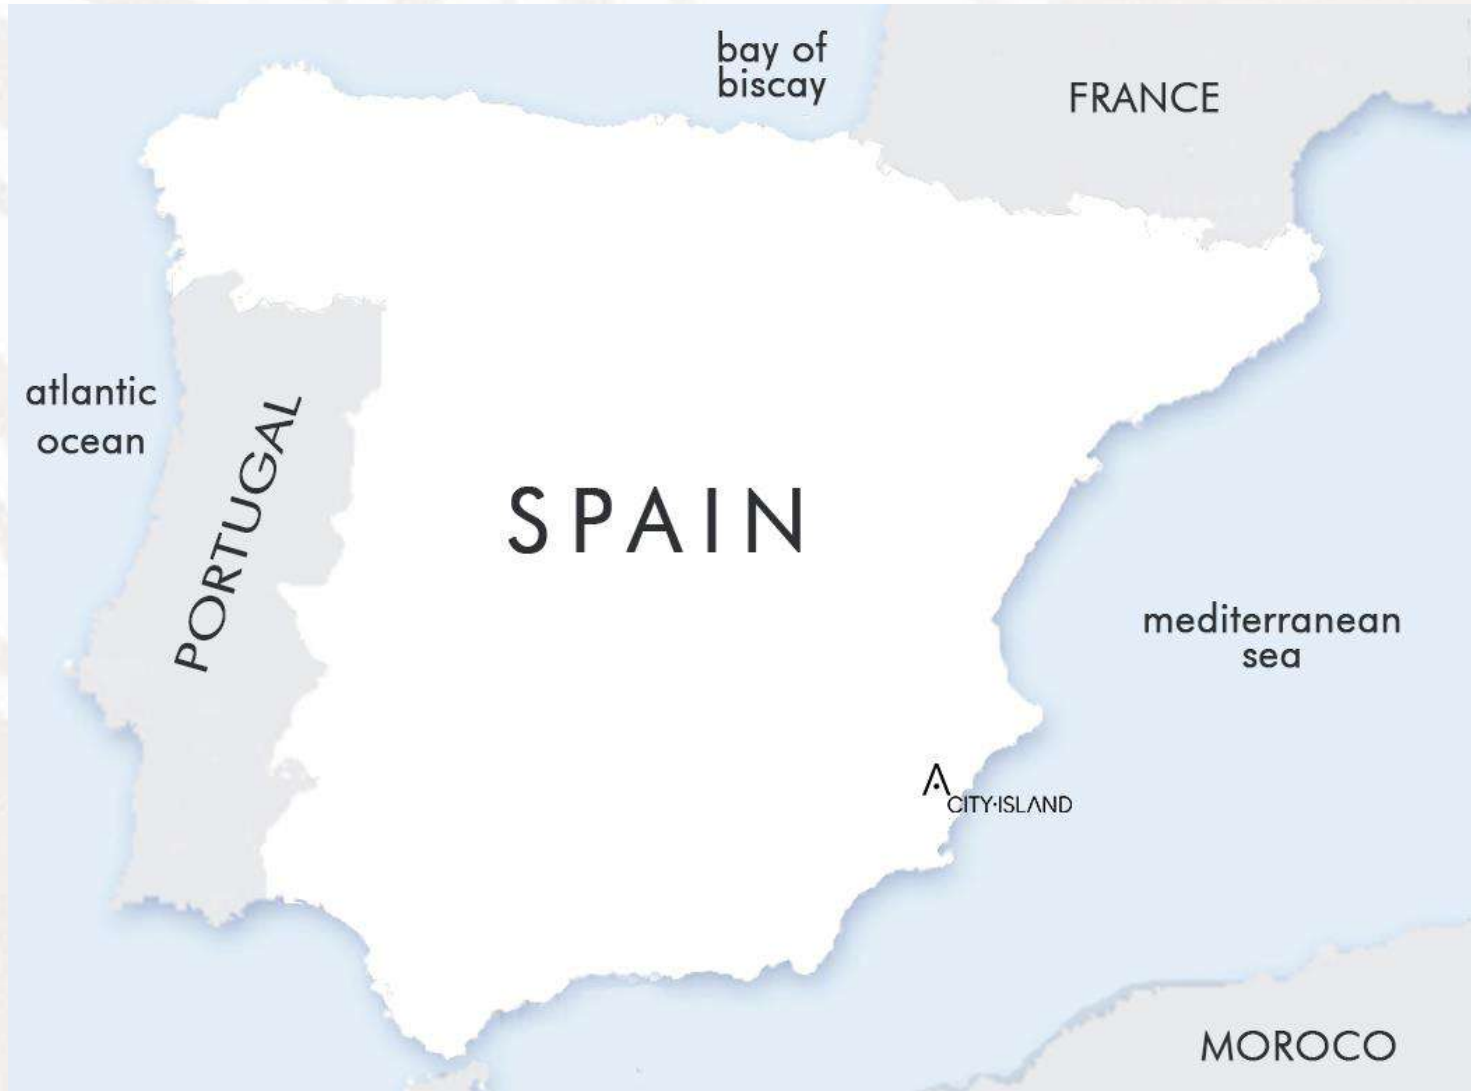 bay of
biscay
FRANCE
atlantic
ocean
PORTUGAL
SPAIN
mediterranean
sea
CITY·ISLAND
MOROCO